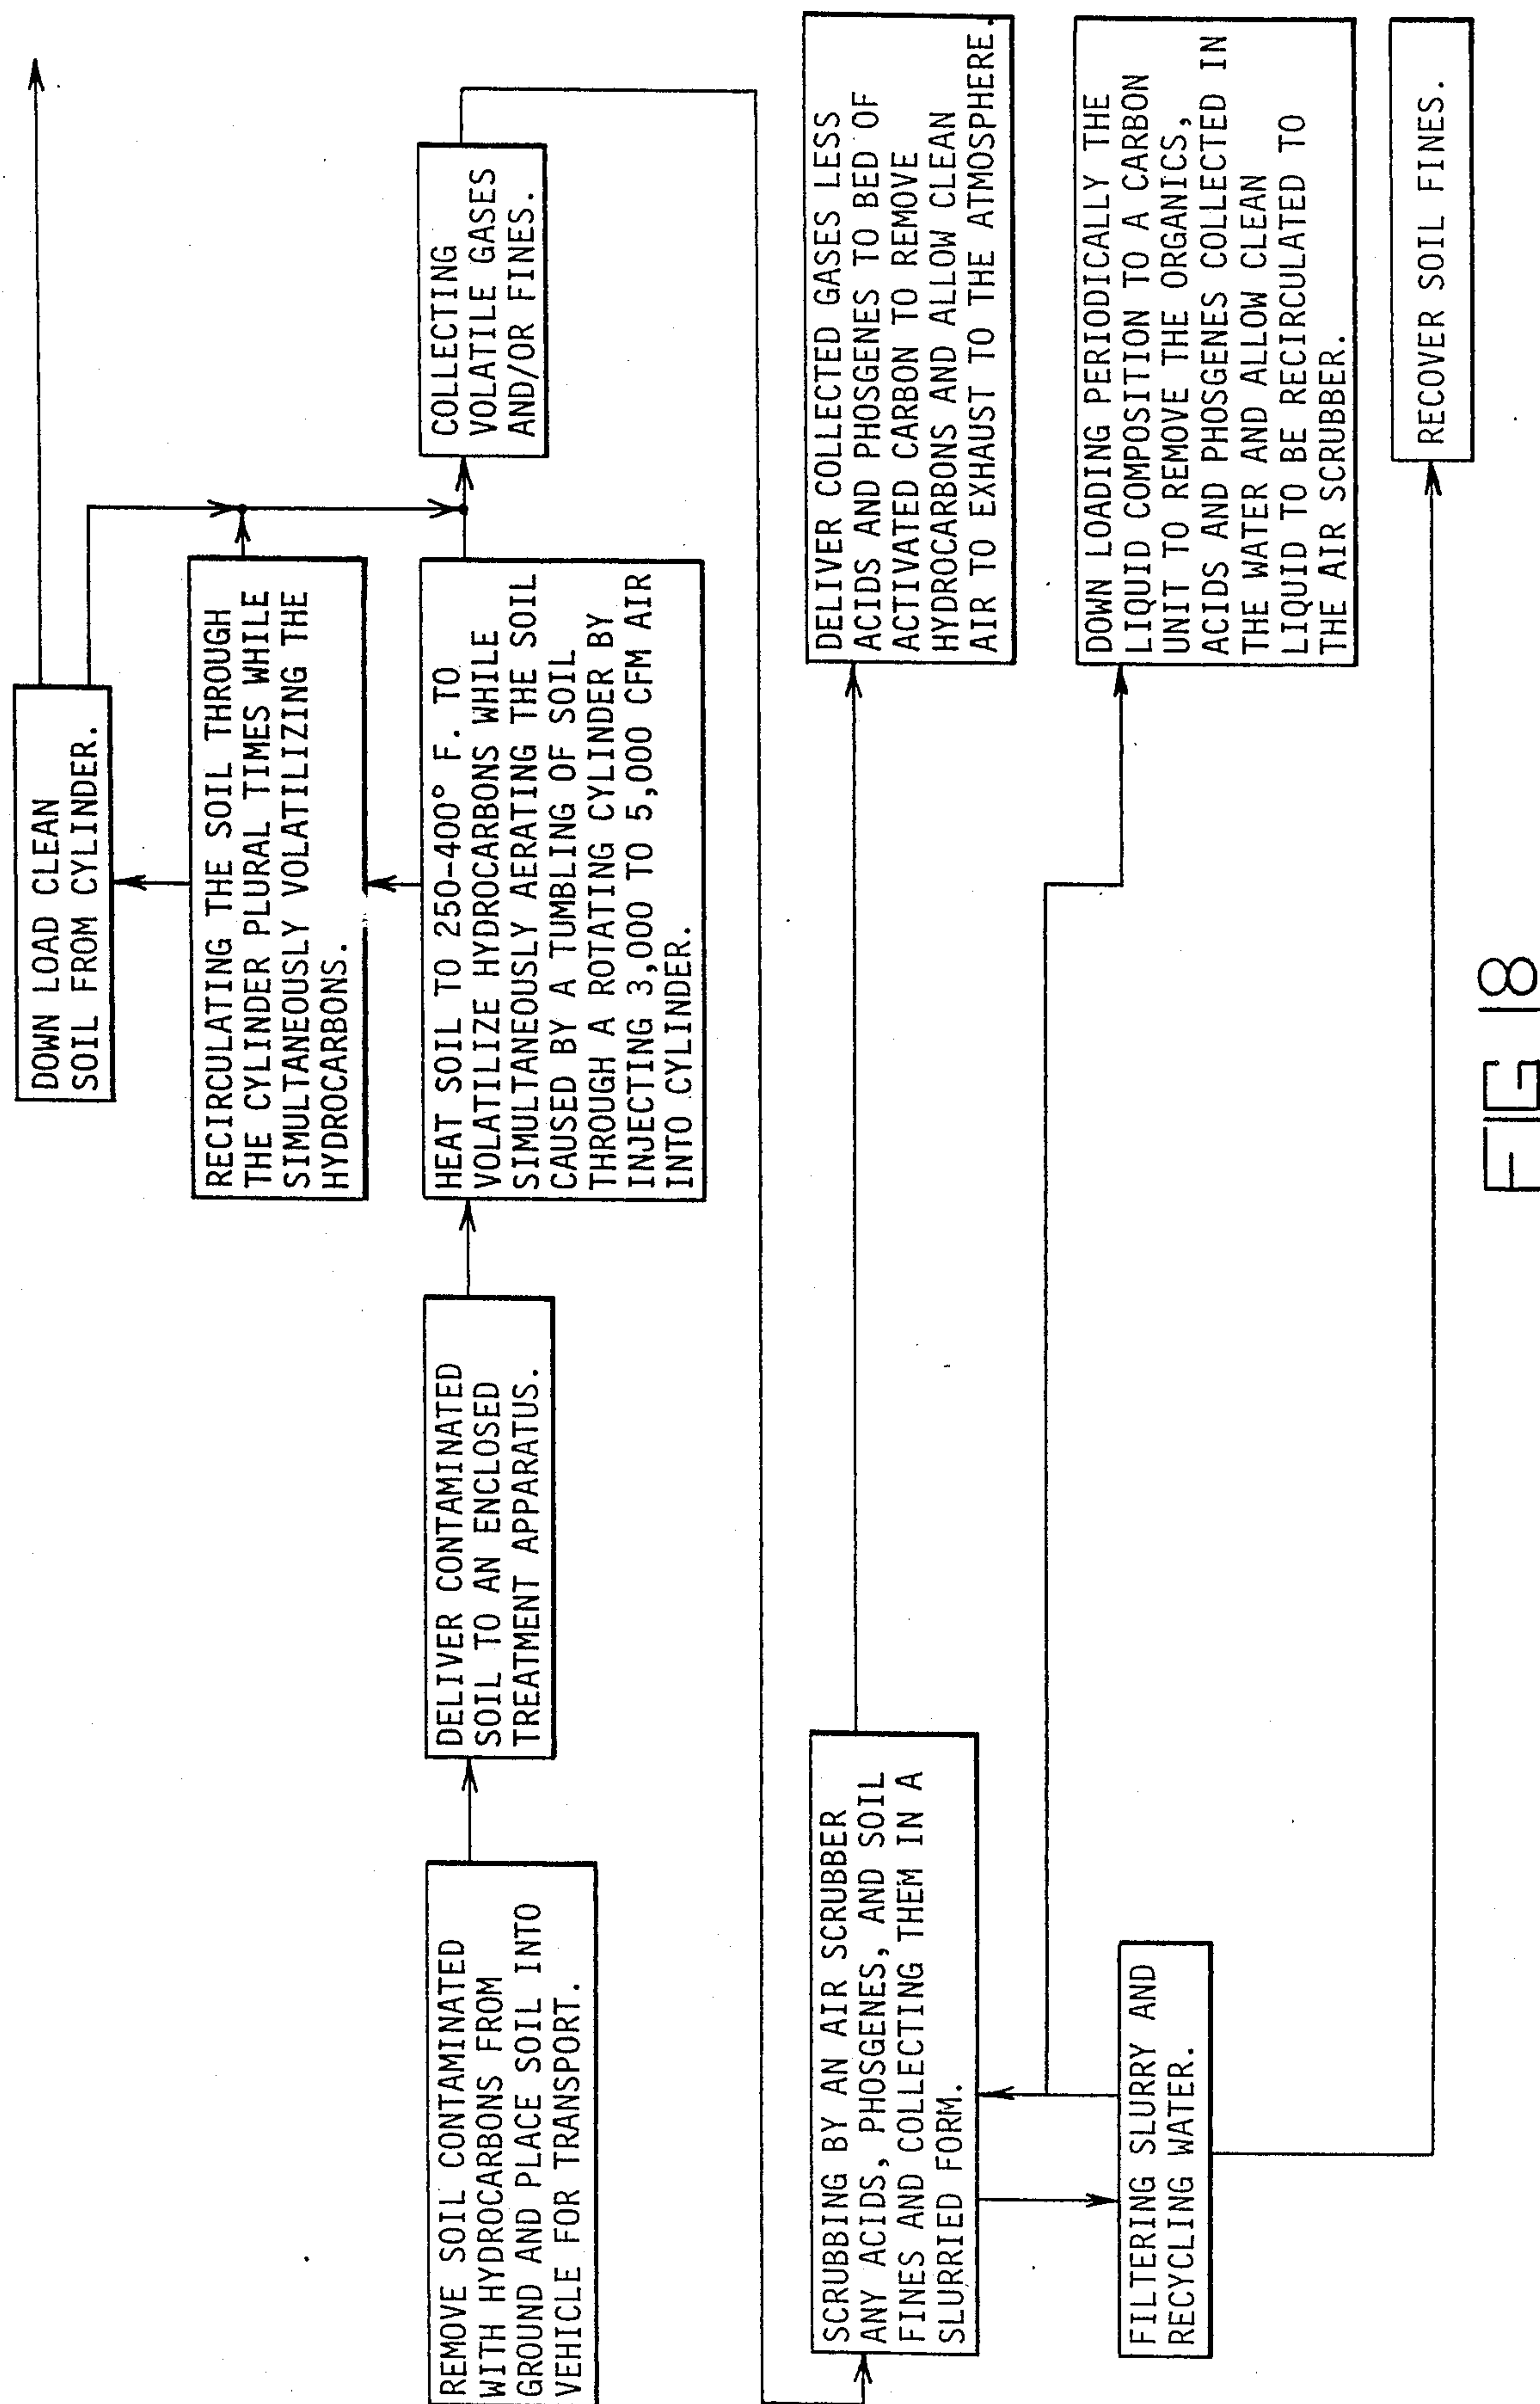 REMOVE SOIL CONTAMINATED
WITH HYDROCARBONS FROM
GROUND AND PLACE SOIL INTO
VEHICLE FOR TRANSPORT.
DELIVER CONTAMINATED
SOIL TO AN ENCLOSED
TREATMENT APPARATUS.
HEAT SOIL TO 250-400° F. TO
VOLATILIZE HYDROCARBONS WHILE
SIMULTANEOUSLY AERATING THE SOIL
CAUSED BY A TUMBLING OF SOIL
THROUGH A ROTATING CYLINDER BY
INJECTING 3,000 TO 5,000 CFM AIR
INTO CYLINDER.
RECIRCULATING THE SOIL THROUGH
THE CYLINDER PLURAL TIMES WHILE
SIMULTANEOUSLY VOLATILIZING THE
HYDROCARBONS.
DOWN LOAD CLEAN
SOIL FROM CYLINDER.
COLLECTING
VOLATILE GASES
AND/OR FINES.
SCRUBBING BY AN AIR SCRUBBER
ANY ACIDS, PHOSGENES, AND SOIL
FINES AND COLLECTING THEM IN A
SLURRIED FORM.
FILTERING SLURRY AND
RECYCLING WATER.
DELIVER COLLECTED GASES LESS
ACIDS AND PHOSGENES TO BED OF
ACTIVATED CARBON TO REMOVE
HYDROCARBONS AND ALLOW CLEAN
AIR TO EXHAUST TO THE ATMOSPHERE.
DOWN LOADING PERIODICALLY THE
LIQUID COMPOSITION TO A CARBON
UNIT TO REMOVE THE ORGANICS,
ACIDS AND PHOSGENES COLLECTED IN
THE WATER AND ALLOW CLEAN
LIQUID TO BE RECIRCULATED TO
THE AIR SCRUBBER.
RECOVER SOIL FINES.
FIG 18